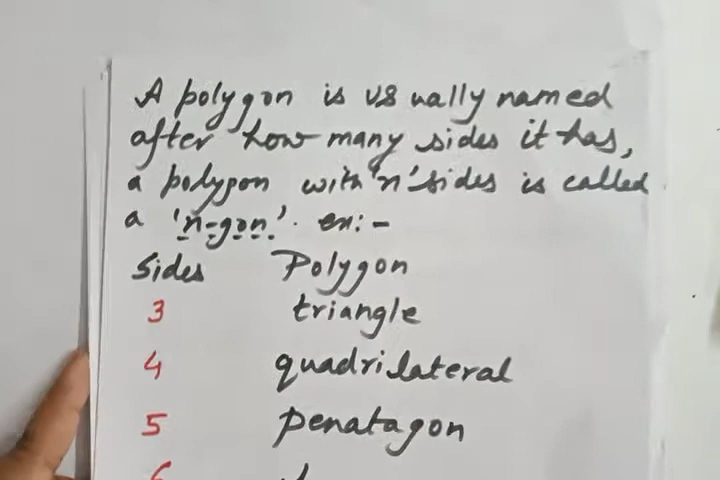 A polygon is usually named
after how many sides it has,
a polygon with 'n' sides is called
a 'n-gon'. ex:-
Sides Polygon
3 triangle
4 quadrilateral
5 penatagon
6